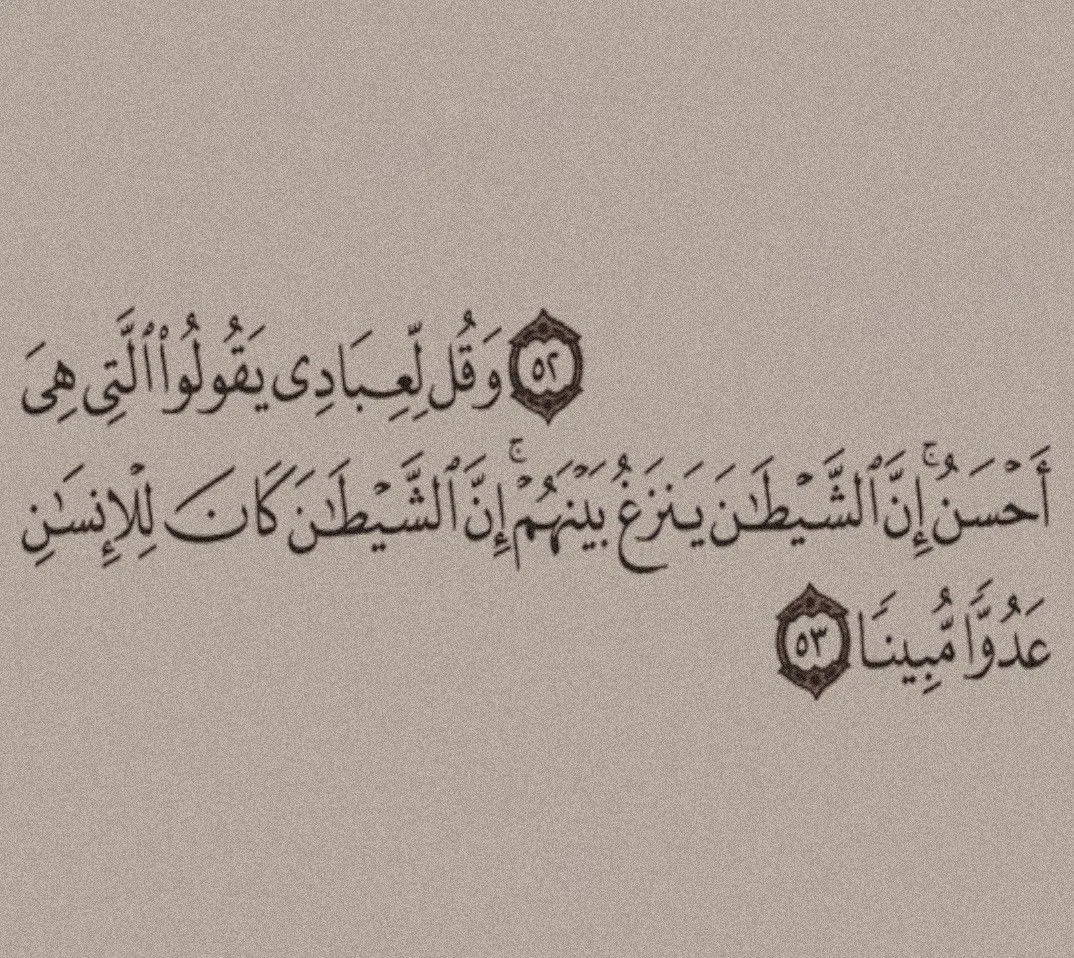 ۝٥٢ وَقُل لِّعِبَادِى يَقُولُوا۟ ٱلَّتِى هِىَ
أَحْسَنُ ۚ إِنَّ ٱلشَّيْطَـٰنَ يَنزَغُ بَيْنَهُمْ ۚ إِنَّ ٱلشَّيْطَـٰنَ كَانَ لِلْإِنسَـٰنِ
عَدُوًّا مُّبِينًا ۝٥٣